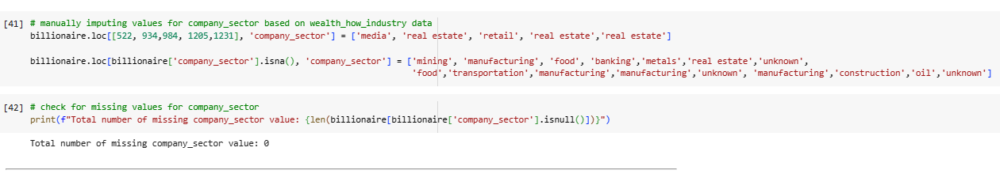 [41] # manually imputing values for company_sector based on wealth_how_industry data
billionaire.loc[[522, 934,984, 1205,1231], 'company_sector'] = ['media', 'real estate', 'retail', 'real estate','real estate']
billionaire.loc[billionaire['company_sector'].isna(), 'company_sector'] = ['mining', 'manufacturing', 'food', 'banking','metals','real estate','unknown',
'food','transportation','manufacturing','manufacturing','unknown', 'manufacturing','construction','oil','unknown']
[42] # check for missing values for company_sector
print(f"Total number of missing company_sector value: {len(billionaire[billionaire['company_sector'].isnull()])}")
Total number of missing company_sector value: 0